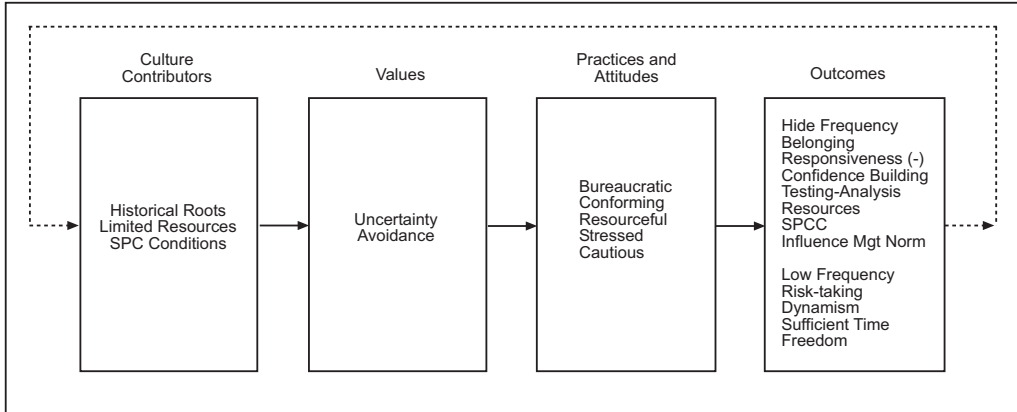 Culture
Contributors
Values
Practices and
Attitudes
Outcomes
Historical Roots
Limited Resources
SPC Conditions
Uncertainty
Avoidance
Bureaucratic
Conforming
Resourceful
Stressed
Cautious
Hide Frequency
Belonging
Responsiveness (-)
Confidence Building
Testing-Analysis
Resources
SPCC
Influence Mgt Norm
Low Frequency
Risk-taking
Dynamism
Sufficient Time
Freedom